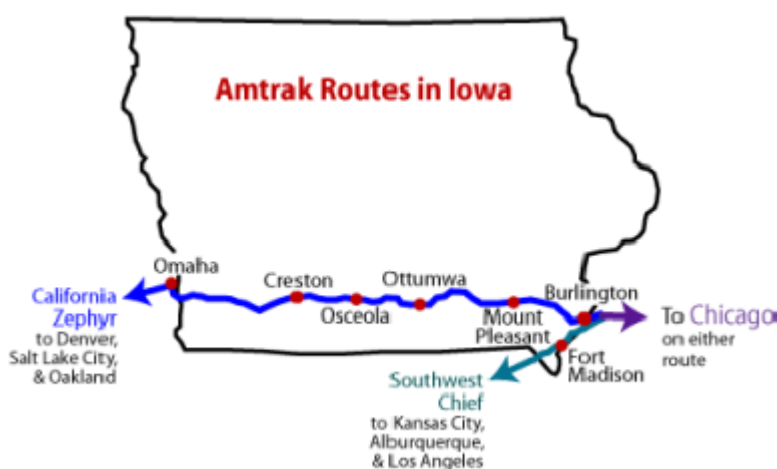 Amtrak Routes in Iowa
Omaha
Creston
Osceola
Ottumwa
Mount
Pleasant
Burlington
Fort
Madison
Californiia
Zephyr
to Denver,
Salt Lake City,
& Oakland
Southwest
Chief
to Kansas City,
Alburquerque,
& Los Angeles
To Chicago
on either
route